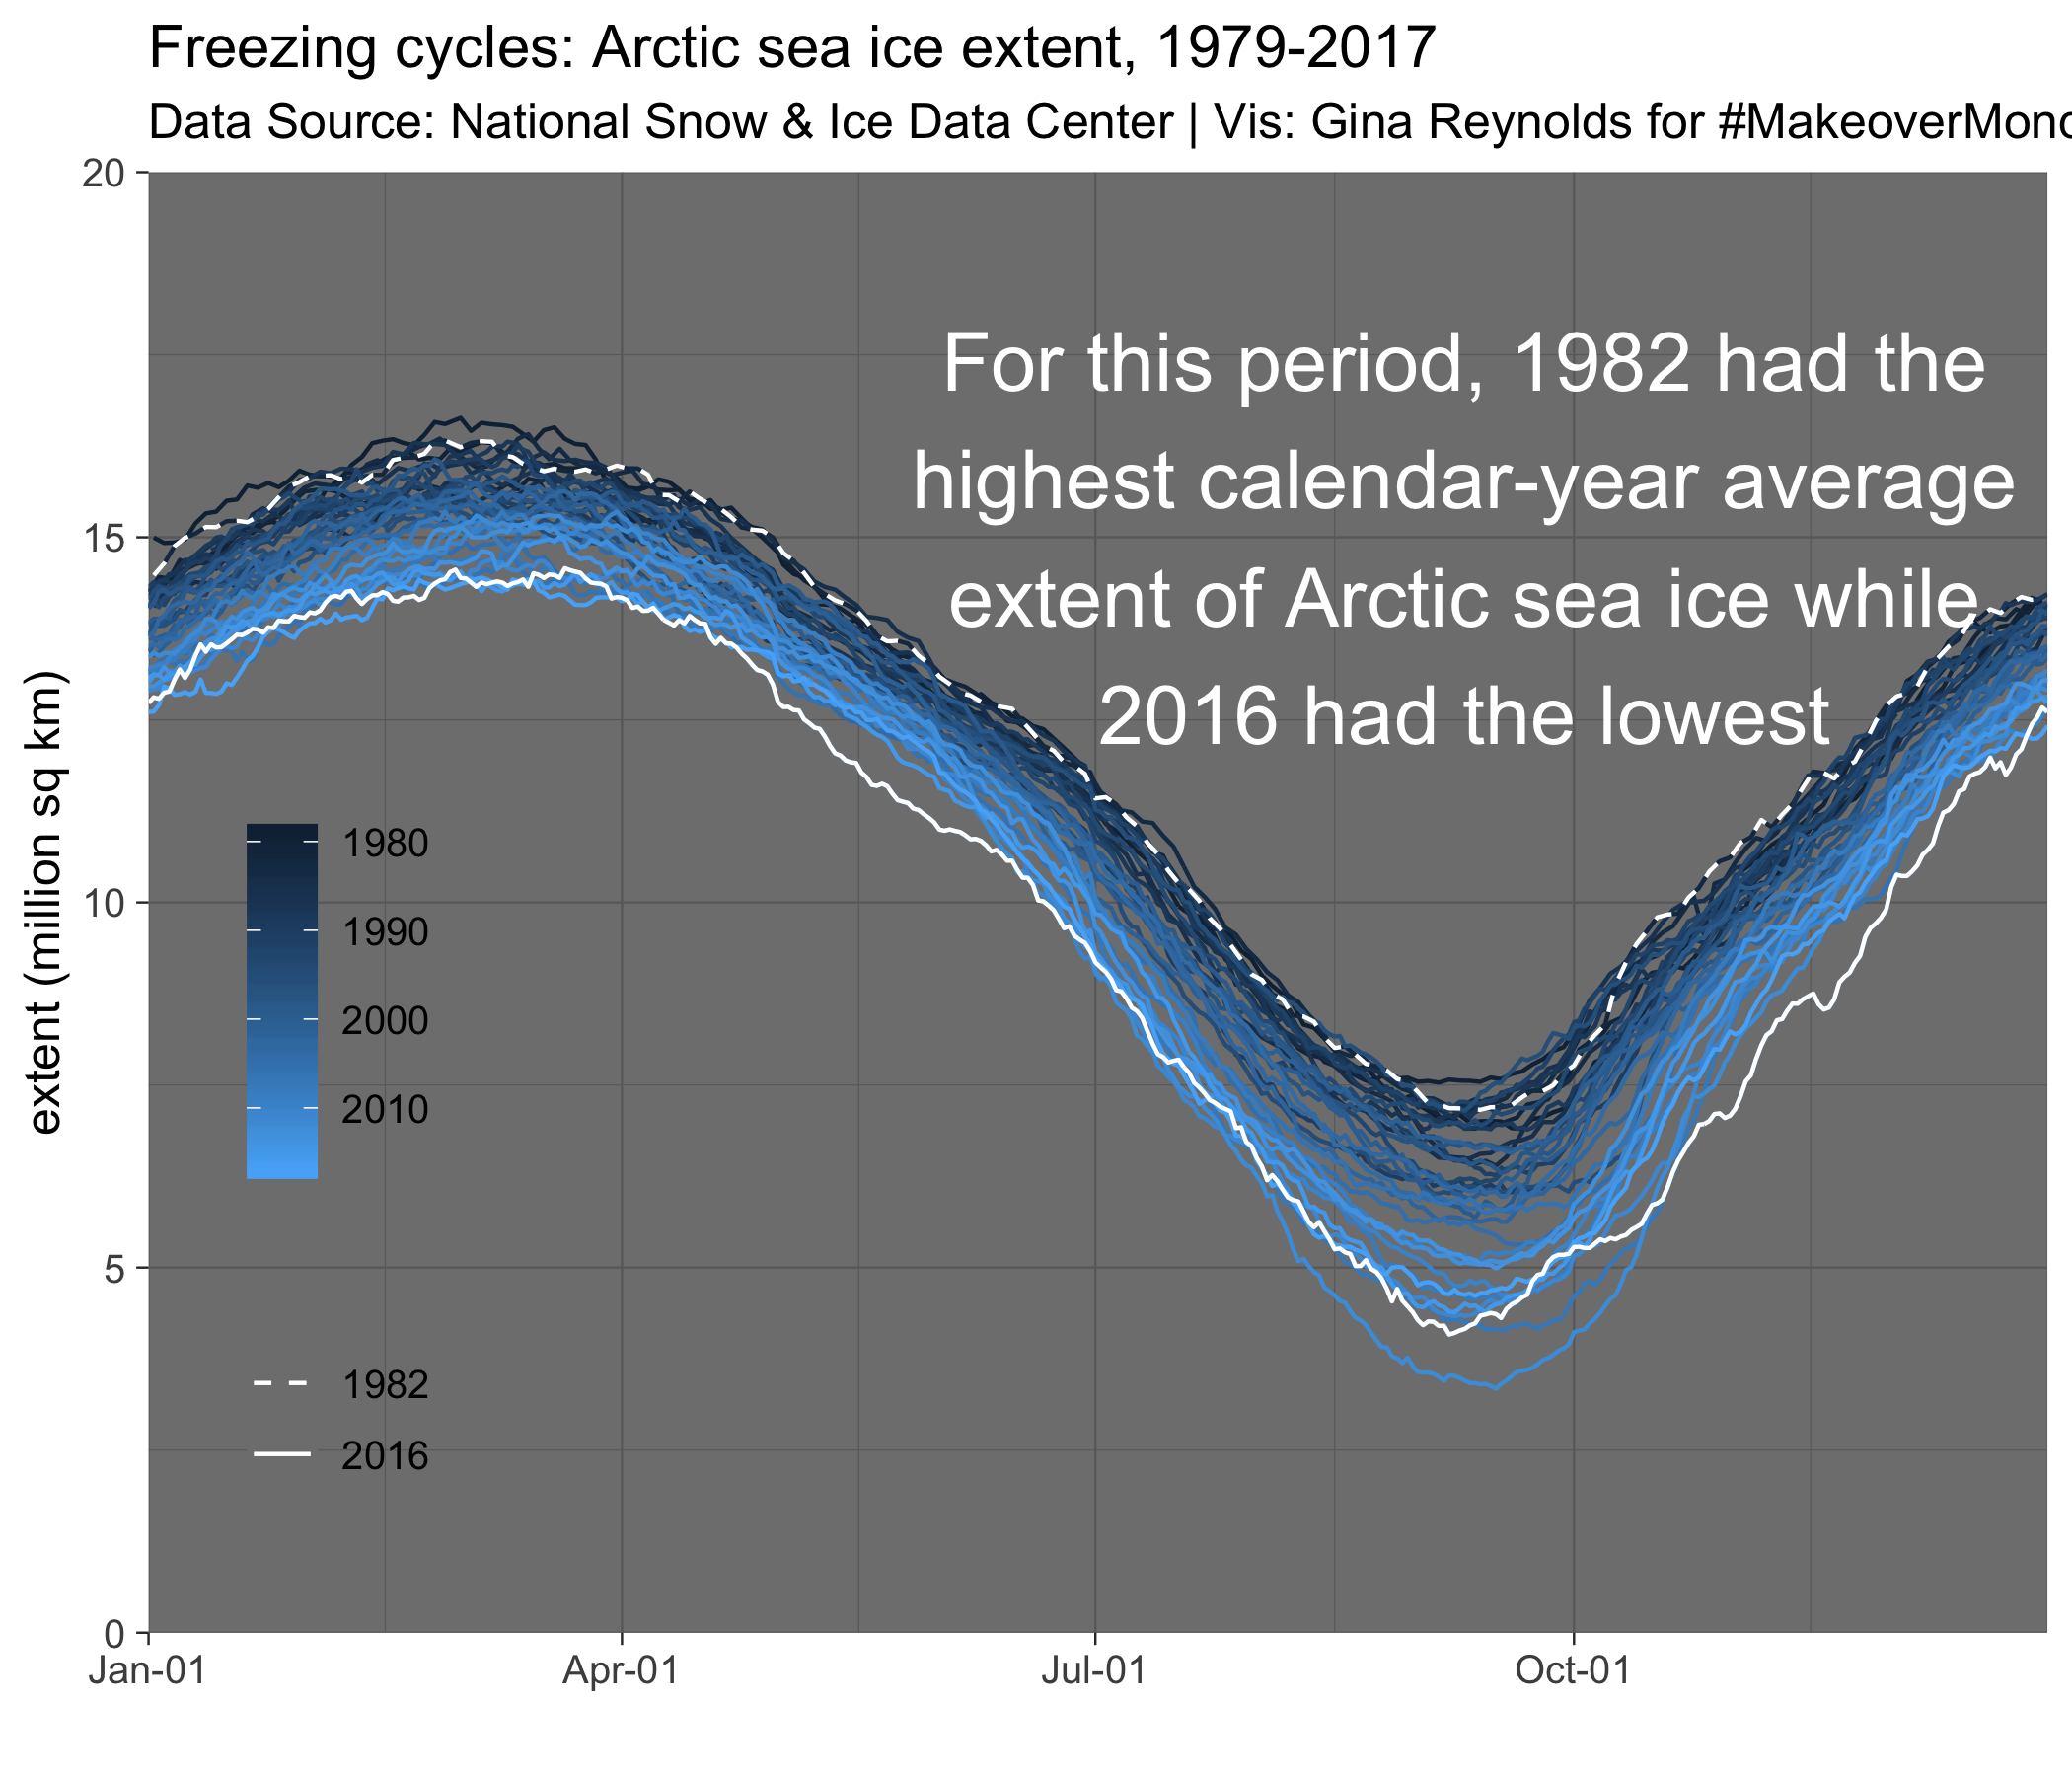 Freezing cycles: Arctic sea ice extent, 1979-2017
Data Source: National Snow & Ice Data Center | Vis: Gina Reynolds for
20
For this period, 1982 had the
highest calendar-year average
15
extent of Arctic sea ice while
2016 had the lowest
extent (million sq km)
1980
10
1990
2000
2010
5
1982
2016
0
Jan-01
Apr-01
Jul-01
Oct-01